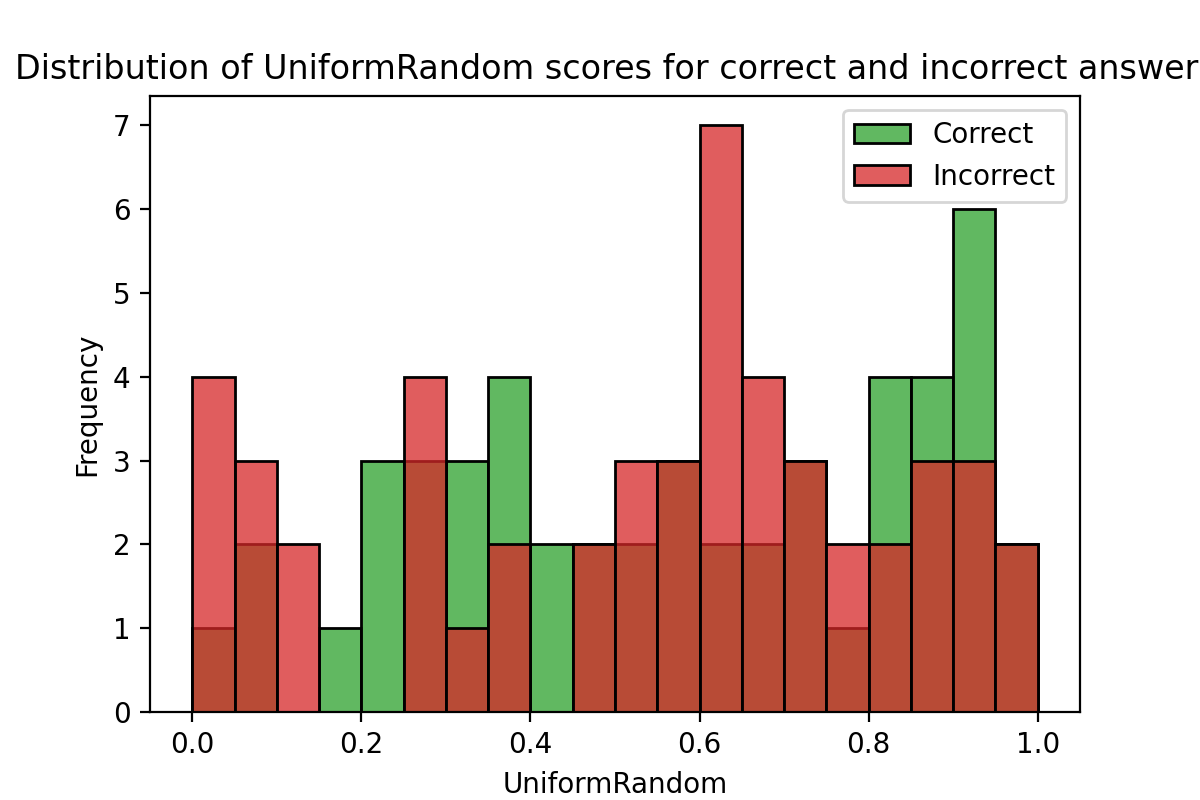 Distribution of UniformRandom scores for correct and incorrect answer
Correct
Incorrect
Frequency
7
6
5
4
3
2
1
0
0.0 0.2 0.4 0.6 0.8 1.0
UniformRandom